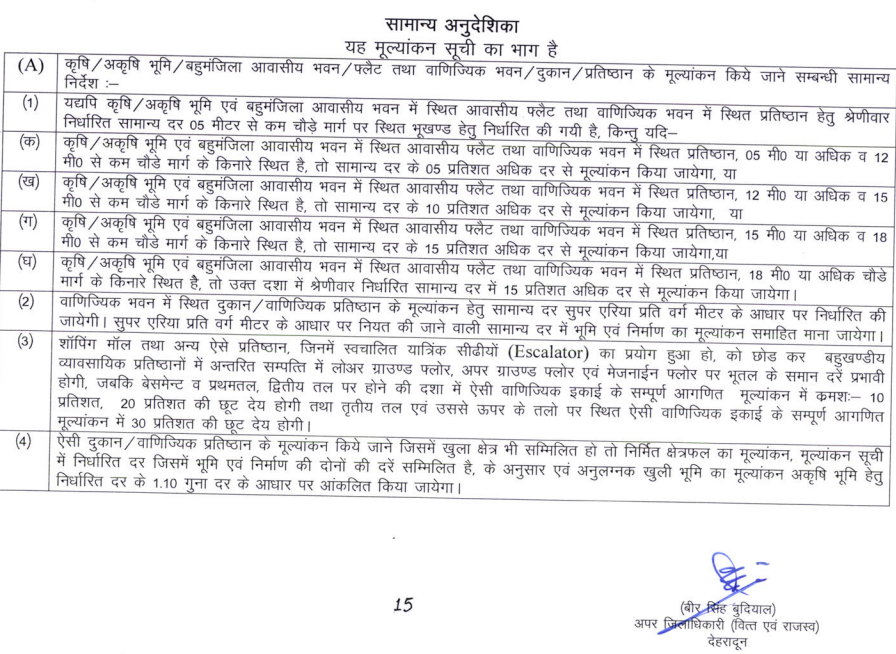 सामान्य अनुदेशिका
यह मूल्यांकन सूची का भाग है
(A) कृषि/अकृषि भूमि/बहुमंजिला आवासीय भवन/फ्लैट तथा वाणिज्यिक भवन/दुकान/प्रतिष्ठान के मूल्यांकन किये जाने सम्बन्धी सामान्य
निर्देश :–
(1) यद्यपि कृषि/अकृषि भूमि एवं बहुमंजिला आवासीय भवन में स्थित आवासीय फ्लैट तथा वाणिज्यिक भवन में स्थित प्रतिष्ठान हेतु श्रेणीवार
निर्धारित सामान्य दर 05 मीटर से कम चौड़े मार्ग पर स्थित भूखण्ड हेतु निर्धारित की गयी है, किन्तु यदि–
(क) कृषि/अकृषि भूमि एवं बहुमंजिला आवासीय भवन में स्थित आवासीय फ्लैट तथा वाणिज्यिक भवन में स्थित प्रतिष्ठान, 05 मी0 या अधिक व 12
मी0 से कम चौडे मार्ग के किनारे स्थित है, तो सामान्य दर के 05 प्रतिशत अधिक दर से मूल्यांकन किया जायेगा, या
(ख) कृषि/अकृषि भूमि एवं बहुमंजिला आवासीय भवन में स्थित आवासीय फ्लैट तथा वाणिज्यिक भवन में स्थित प्रतिष्ठान, 12 मी0 या अधिक व 15
मी0 से कम चौडे मार्ग के किनारे स्थित है, तो सामान्य दर के 10 प्रतिशत अधिक दर से मूल्यांकन किया जायेगा, या
(ग) कृषि/अकृषि भूमि एवं बहुमंजिला आवासीय भवन में स्थित आवासीय फ्लैट तथा वाणिज्यिक भवन में स्थित प्रतिष्ठान, 15 मी0 या अधिक व 18
मी0 से कम चौडे मार्ग के किनारे स्थित है, तो सामान्य दर के 15 प्रतिशत अधिक दर से मूल्यांकन किया जायेगा,या
(घ) कृषि/अकृषि भूमि एवं बहुमंजिला आवासीय भवन में स्थित आवासीय फ्लैट तथा वाणिज्यिक भवन में स्थित प्रतिष्ठान, 18 मी0 या अधिक चौडे
मार्ग के किनारे स्थित है, तो उक्त दशा में श्रेणीवार निर्धारित सामान्य दर में 15 प्रतिशत अधिक दर से मूल्यांकन किया जायेगा।
(2) वाणिज्यिक भवन में स्थित दुकान/वाणिज्यिक प्रतिष्ठान के मूल्यांकन हेतु सामान्य दर सुपर एरिया प्रति वर्ग मीटर के आधार पर निर्धारित की
जायेगी। सुपर एरिया प्रति वर्ग मीटर के आधार पर नियत की जाने वाली सामान्य दर में भूमि एवं निर्माण का मूल्यांकन समाहित माना जायेगा।
(3) शॉपिंग मॉल तथा अन्य ऐसे प्रतिष्ठान, जिनमें स्वचालित यात्रिंक सीढीयों (Escalator) का प्रयोग हुआ हो, को छोड कर बहुखण्डीय
व्यावसायिक प्रतिष्ठानों में अन्तरित सम्पत्ति में लोअर ग्राउण्ड फ्लोर, अपर ग्राउण्ड फ्लोर एवं मेजनाईन फ्लोर पर भूतल के समान दरें प्रभावी
होगी, जबकि बेसमेन्ट व प्रथमतल, द्वितीय तल पर होने की दशा में ऐसी वाणिज्यिक इकाई के सम्पूर्ण आगणित मूल्यांकन में क्रमशः– 10
प्रतिशत, 20 प्रतिशत की छूट देय होगी तथा तृतीय तल एवं उससे ऊपर के तलो पर स्थित ऐसी वाणिज्यिक इकाई के सम्पूर्ण आगणित
मूल्यांकन में 30 प्रतिशत की छूट देय होगी।
(4) ऐसी दुकान/वाणिज्यिक प्रतिष्ठान के मूल्यांकन किये जाने जिसमें खुला क्षेत्र भी सम्मिलित हो तो निर्मित क्षेत्रफल का मूल्यांकन, मूल्यांकन सूची
में निर्धारित दर जिसमें भूमि एवं निर्माण की दोनों की दरें सम्मिलित है, के अनुसार एवं अनुलग्नक खुली भूमि का मूल्यांकन अकृषि भूमि हेतु
निर्धारित दर के 1.10 गुना दर के आधार पर आंकलित किया जायेगा।
15
(बीर सिंह बुदियाल)
अपर जिलाधिकारी (वित्त एवं राजस्व)
देहरादून